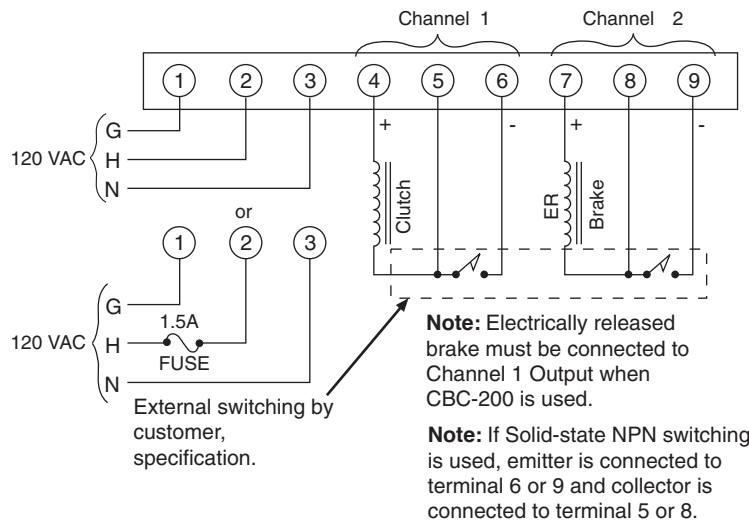 Channel 1 Channel 2
1 2 3 4 5 6 7 8 9
+ - + -
G
120 VAC H
N
Clutch
ER Brake
or
1 2 3
G
1.5A
120 VAC H
FUSE
N
External switching by
customer,
specification.
Note: Electrically released
brake must be connected to
Channel 1 Output when
CBC-200 is used.
Note: If Solid-state NPN switching
is used, emitter is connected to
terminal 6 or 9 and collector is
connected to terminal 5 or 8.